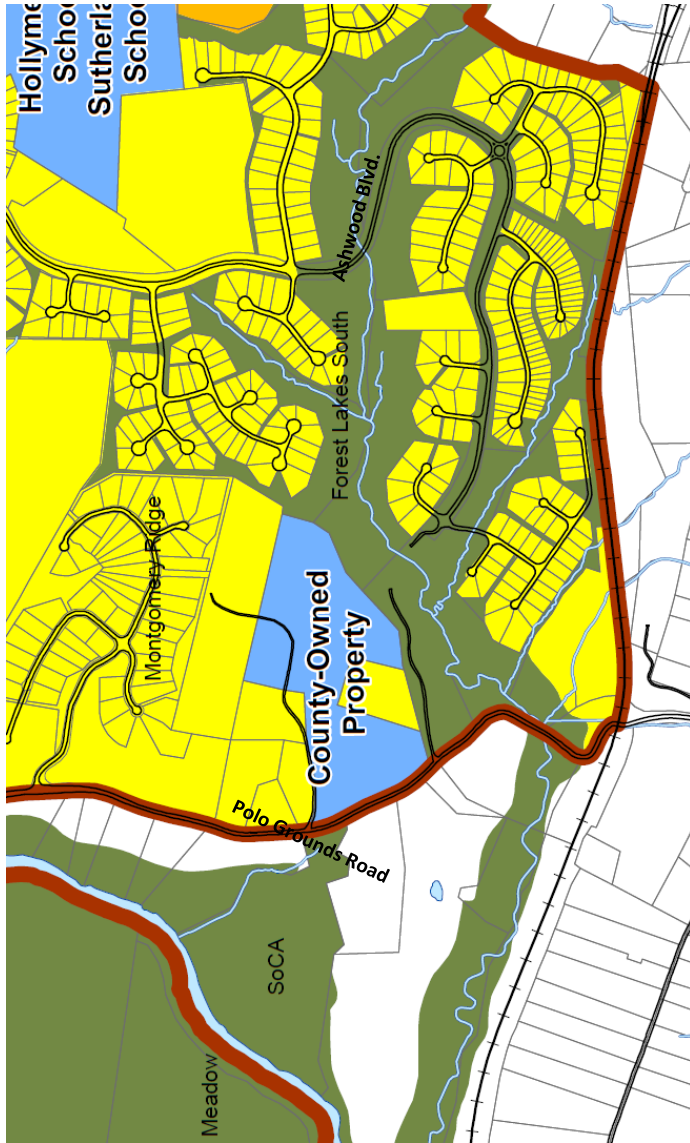 Hollyme
Schoo
Sutherla
Schoo
Ashwood Blvd.
Forest Lakes South
Montgomery Ridge
County-Owned
Property
Polo Grounds Road
SoCA
Meadow